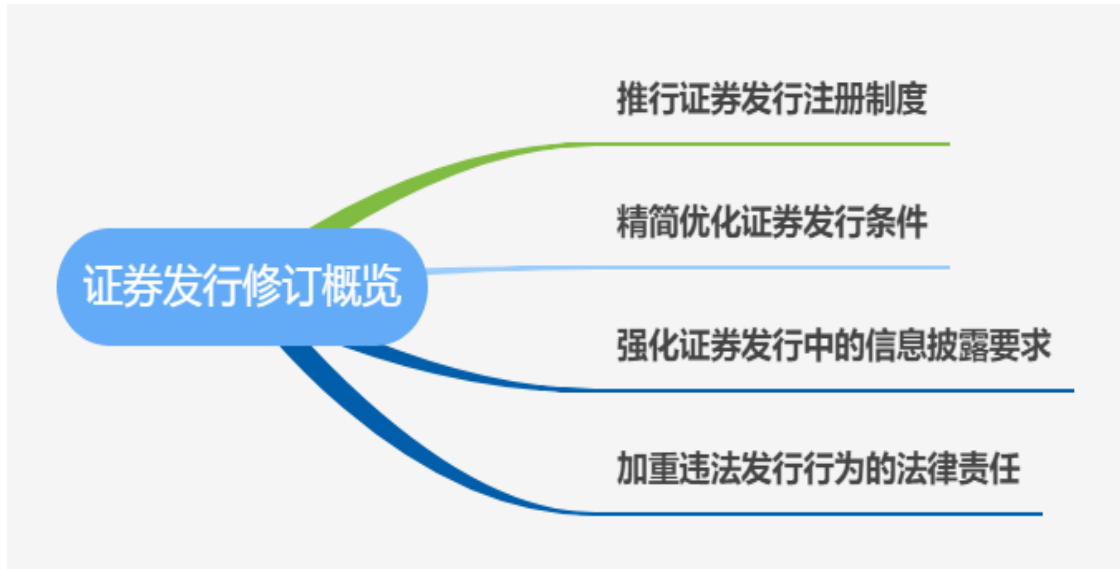 推行证券发行注册制度
精简优化证券发行条件
证券发行修订概览
强化证券发行中的信息披露要求
加重违法发行行为的法律责任